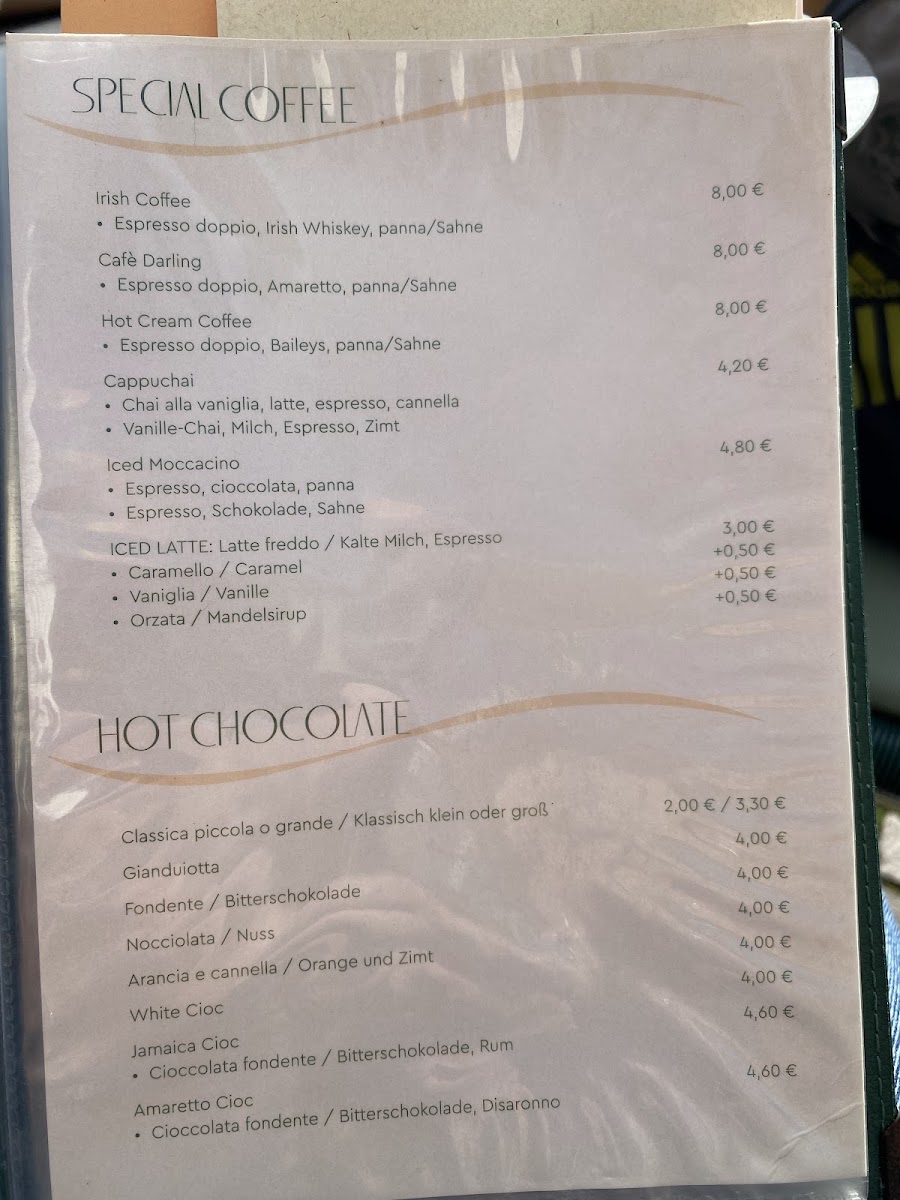 SPECIAL COFFEE
Irish Coffee 8,00 €
• Espresso doppio, Irish Whiskey, panna/Sahne
Cafè Darling 8,00 €
• Espresso doppio, Amaretto, panna/Sahne
Hot Cream Coffee 8,00 €
• Espresso doppio, Baileys, panna/Sahne
Cappuchai 4,20 €
• Chai alla vaniglia, latte, espresso, cannella
• Vanille-Chai, Milch, Espresso, Zimt
Iced Moccacino 4,80 €
• Espresso, cioccolata, panna
• Espresso, Schokolade, Sahne
ICED LATTE: Latte freddo / Kalte Milch, Espresso 3,00 €
• Caramello / Caramel +0,50 €
• Vaniglia / Vanille +0,50 €
• Orzata / Mandelsirup +0,50 €
HOT CHOCOLATE
Classica piccola o grande / Klassisch klein oder groß 2,00 € / 3,30 €
Gianduiotta 4,00 €
Fondente / Bitterschokolade 4,00 €
Nocciolata / Nuss 4,00 €
Arancia e cannella / Orange und Zimt 4,00 €
White Cioc 4,00 €
Jamaica Cioc 4,60 €
• Cioccolata fondente / Bitterschokolade, Rum
Amaretto Cioc 4,60 €
• Cioccolata fondente / Bitterschokolade, Disaronno